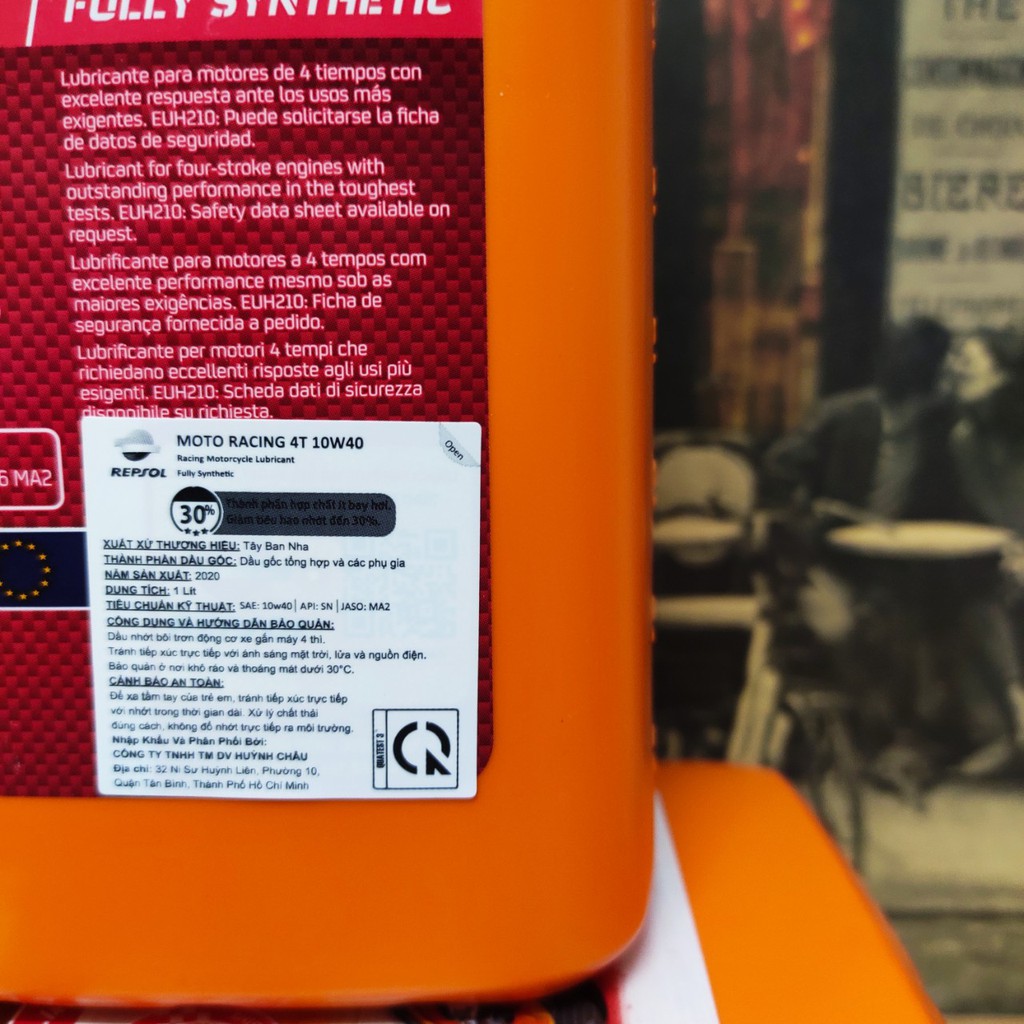 FULLY SYNTHETIC
Lubricante para motores de 4 tiempos con
excelente respuesta ante los usos más
exigentes. EUH210: Puede solicitarse la ficha
de datos de seguridad.
Lubricant for four-stroke engines with
outstanding performance in the toughest
tests. EUH210: Safety data sheet available on
request.
Lubrificante para motores a 4 tempos com
excelente performance mesmo sob as
maiores exigências. EUH210: Ficha de
segurança fornecida a pedido.
Lubrificante per motori 4 tempi che
richiedano eccellenti risposte agli usi più
esigenti. EUH210: Scheda dati di sicurezza
disponibile su richiesta.
6 MA2
MOTO RACING 4T 10W40
Racing Motorcycle Lubricant
Fully Synthetic
REPSOL
Open
30%
Thành phần hợp chất ít bay hơi.
Giảm tiêu hao nhớt đến 30%.
XUẤT XỨ THƯƠNG HIỆU: Tây Ban Nha
THÀNH PHẦN DẦU GỐC: Dầu gốc tổng hợp và các phụ gia
NĂM SẢN XUẤT: 2020
DUNG TÍCH: 1 Lít
TIÊU CHUẨN KỸ THUẬT: SAE: 10w40 | API: SN | JASO: MA2
CÔNG DỤNG VÀ HƯỚNG DẪN BẢO QUẢN:
Dầu nhớt bôi trơn động cơ xe gắn máy 4 thì.
Tránh tiếp xúc trực tiếp với ánh sáng mặt trời, lửa và nguồn điện.
Bảo quản ở nơi khô ráo và thoáng mát dưới 30°C.
CẢNH BÁO AN TOÀN:
Để xa tầm tay của trẻ em, tránh tiếp xúc trực tiếp
với nhớt trong thời gian dài. Xử lý chất thải
đúng cách, không đổ nhớt trực tiếp ra môi trường.
Nhập Khẩu Và Phân Phối Bởi:
CÔNG TY TNHH TM DV HUỲNH CHÂU
Địa chỉ: 32 Ni Sư Huỳnh Liên, Phường 10,
Quận Tân Bình, Thành Phố Hồ Chí Minh
QUATEST 3
CR
THE
BIERE